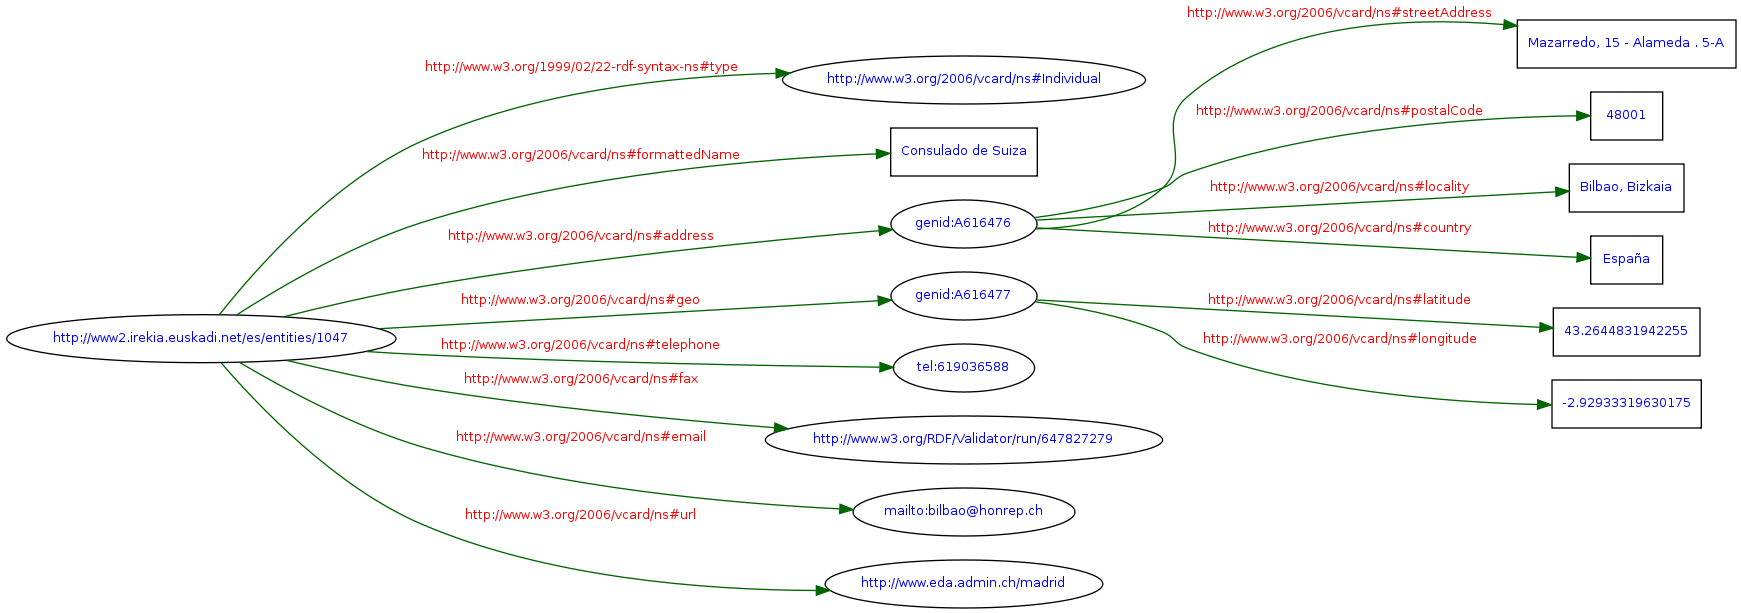 http://www.w3.org/2006/vcard/ns#streetAddress
Mazarredo, 15 - Alameda . 5-A
http://www.w3.org/1999/02/22-rdf-syntax-ns#type
http://www.w3.org/2006/vcard/ns#Individual
http://www.w3.org/2006/vcard/ns#postalCode
48001
http://www.w3.org/2006/vcard/ns#formattedName
Consulado de Suiza
http://www.w3.org/2006/vcard/ns#locality
Bilbao, Bizkaia
http://www.w3.org/2006/vcard/ns#address
genid:A616476
http://www.w3.org/2006/vcard/ns#country
España
http://www.w3.org/2006/vcard/ns#geo
genid:A616477
http://www.w3.org/2006/vcard/ns#latitude
43.2644831942255
http://www2.irekia.euskadi.net/es/entities/1047
http://www.w3.org/2006/vcard/ns#telephone
tel:619036588
http://www.w3.org/2006/vcard/ns#longitude
-2.92933319630175
http://www.w3.org/2006/vcard/ns#fax
http://www.w3.org/RDF/Validator/run/647827279
http://www.w3.org/2006/vcard/ns#email
mailto:bilbao@honrep.ch
http://www.w3.org/2006/vcard/ns#url
http://www.eda.admin.ch/madrid